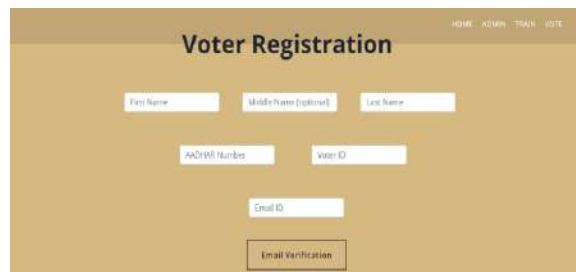 HOME ADMIN TRAIN VOTE
Voter Registration
First Name Middle Name (optional) Last Name
AADHAR Number Voter ID
Email ID
Email Verification